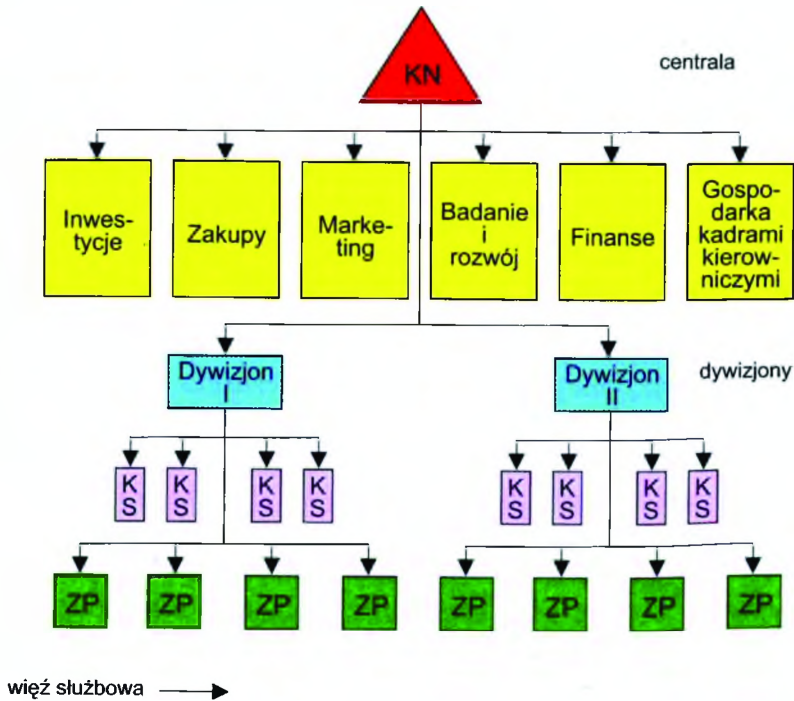 KN
centrala
Inwes-
tycje
Zakupy
Marke-
ting
Badanie
i
rozwój
Finanse
Gospo-
darka
kadrami
kierow-
niczymi
Dywizjon
I
Dywizjon
II
dywizjony
K
S
K
S
K
S
K
S
K
S
K
S
K
S
K
S
ZP
ZP
ZP
ZP
ZP
ZP
ZP
ZP
więź służbowa